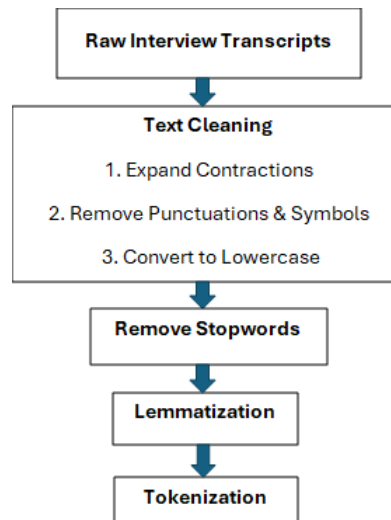 Raw Interview Transcripts
Text Cleaning
1. Expand Contractions
2. Remove Punctuations & Symbols
3. Convert to Lowercase
Remove Stopwords
Lemmatization
Tokenization